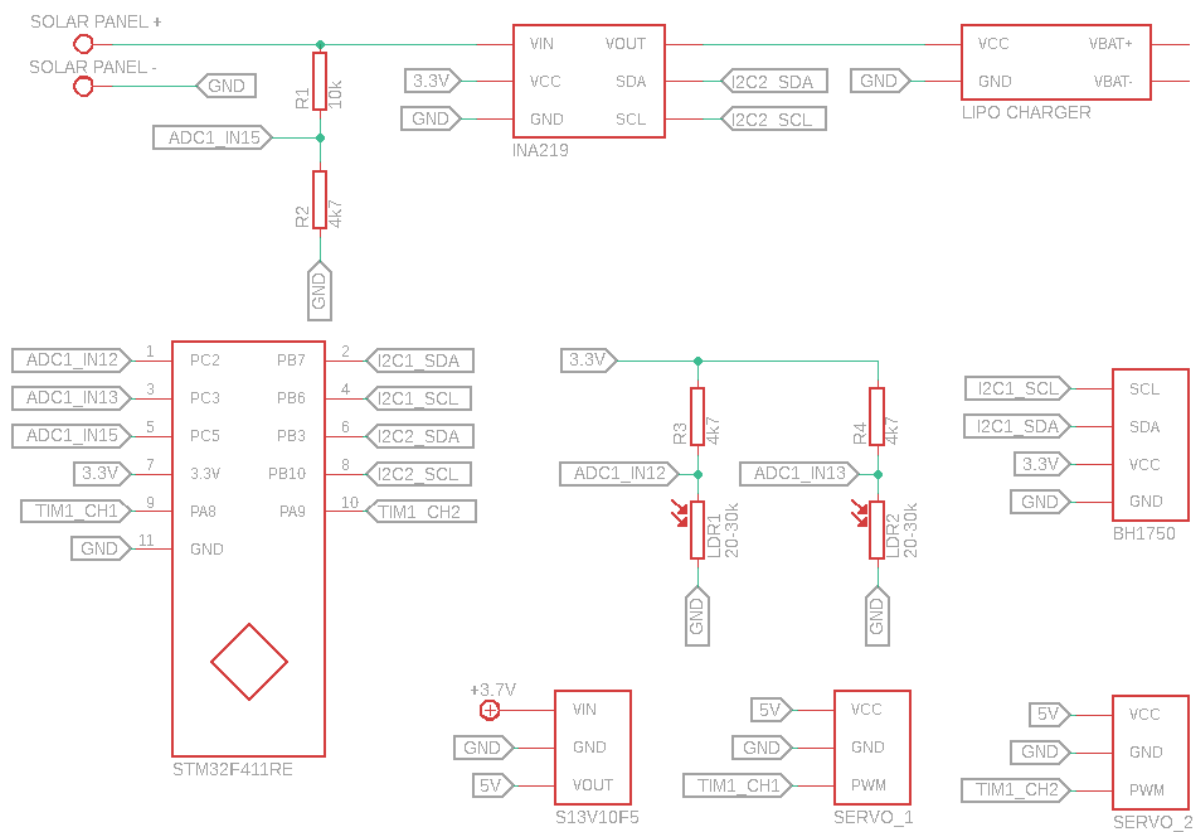 SOLAR PANEL +
SOLAR PANEL -
GND
R1
10k
ADC1_IN15
R2
4k7
GND
VIN
VOUT
3.3V
VCC
SDA
I2C2_SDA
GND
GND
SCL
I2C2_SCL
INA219
VCC
VBAT+
GND
GND
VBAT-
LIPO CHARGER
ADC1_IN12
1
PC2
PB7
2
I2C1_SDA
ADC1_IN13
3
PC3
PB6
4
I2C1_SCL
ADC1_IN15
5
PC5
PB3
6
I2C2_SDA
3.3V
7
3.3V
PB10
8
I2C2_SCL
TIM1_CH1
9
PA8
PA9
10
TIM1_CH2
GND
11
GND
STM32F411RE
3.3V
R3
4k7
R4
4k7
ADC1_IN12
ADC1_IN13
LDR1
20-30k
LDR2
20-30k
GND
GND
I2C1_SCL
SCL
I2C1_SDA
SDA
3.3V
VCC
GND
GND
BH1750
+3.7V
VIN
GND
GND
5V
VOUT
S13V10F5
5V
VCC
GND
GND
TIM1_CH1
PWM
SERVO_1
5V
VCC
GND
GND
TIM1_CH2
PWM
SERVO_2